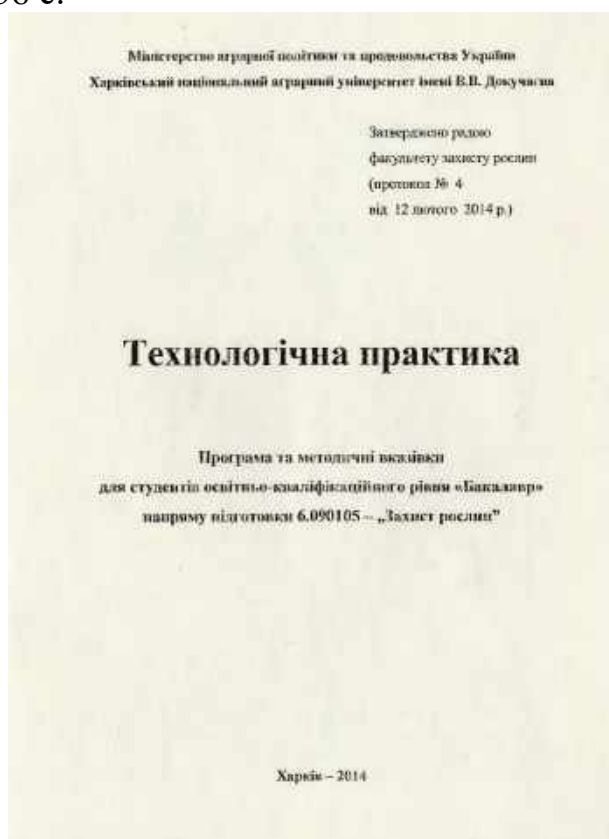 Міністерство аграрної політики та продовольства України
Харківський національний аграрний університет імені В.В. Докучаєва
Затверджено радою
факультету захисту рослин
(протокол № 4
від 12 лютого 2014 р.)
Технологічна практика
Програма та методичні вказівки
для студентів освітньо-кваліфікаційного рівня «Бакалавр»
напряму підготовки 6.090105 – „Захист рослин”
Харків – 2014